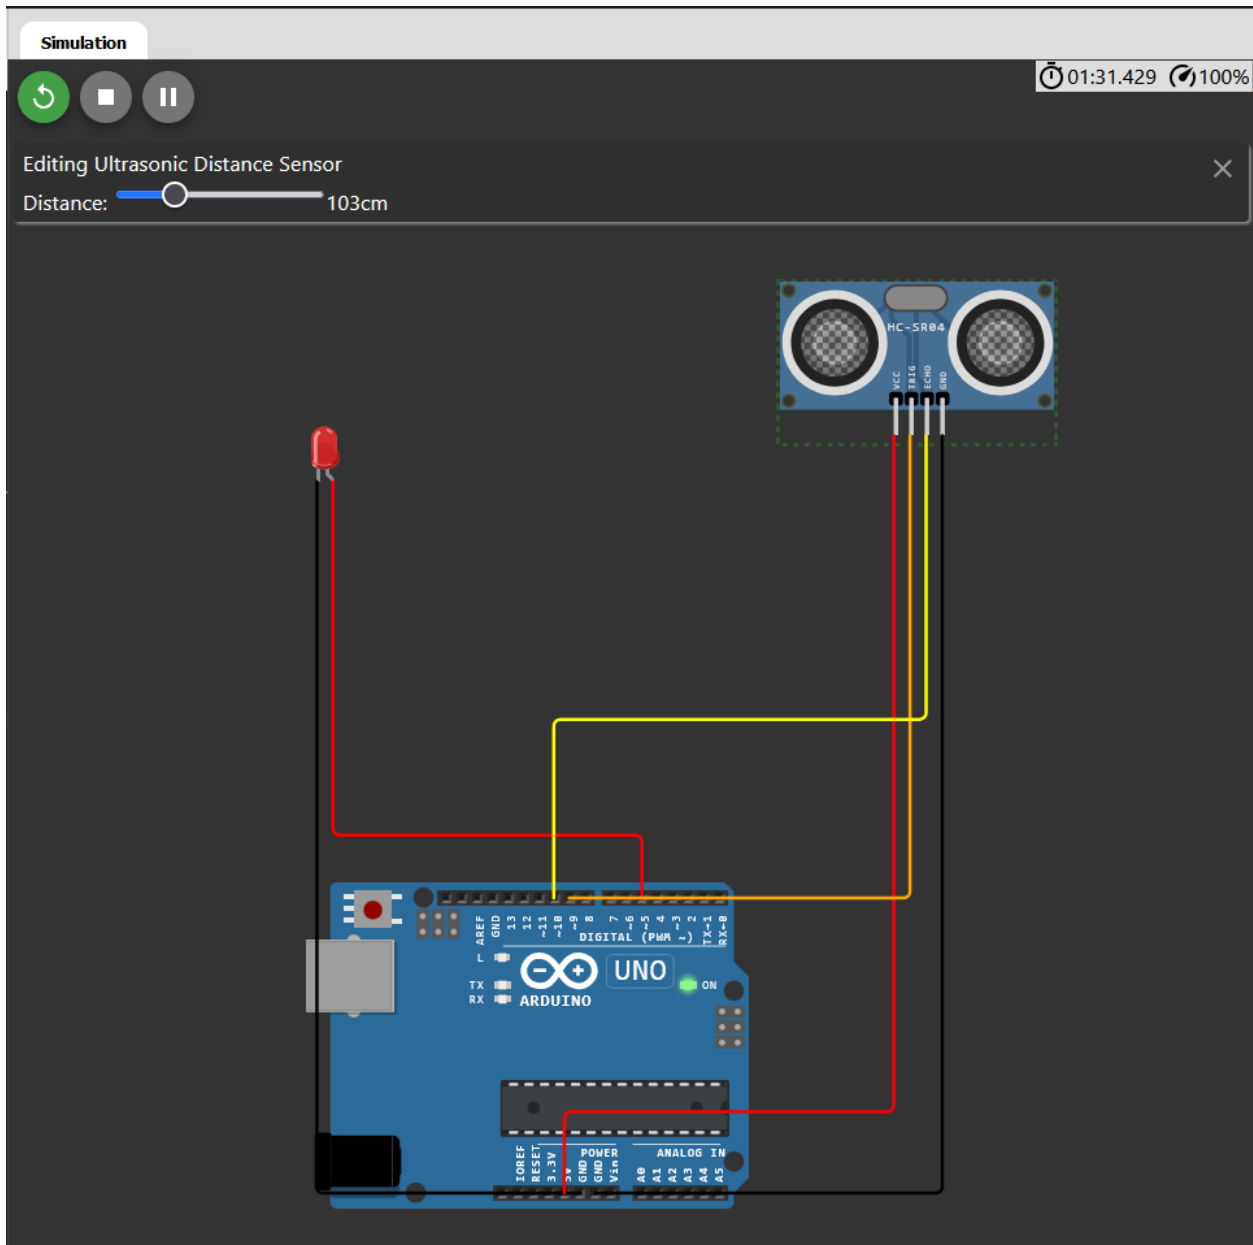 Simulation
01:31.429 100%
Editing Ultrasonic Distance Sensor
Distance: 103cm
HC-SR04
VCC TRIG ECHO GND
AREF GND 13 12 ~11 ~10 ~9 8 7 ~6 ~5 4 ~3 2 TX→1 RX←0
DIGITAL (PWM ~)
L
TX
RX
ARDUINO
UNO
ON
POWER
ANALOG IN
IOREF RESET 3.3V 5V GND GND Vin A0 A1 A2 A3 A4 A5